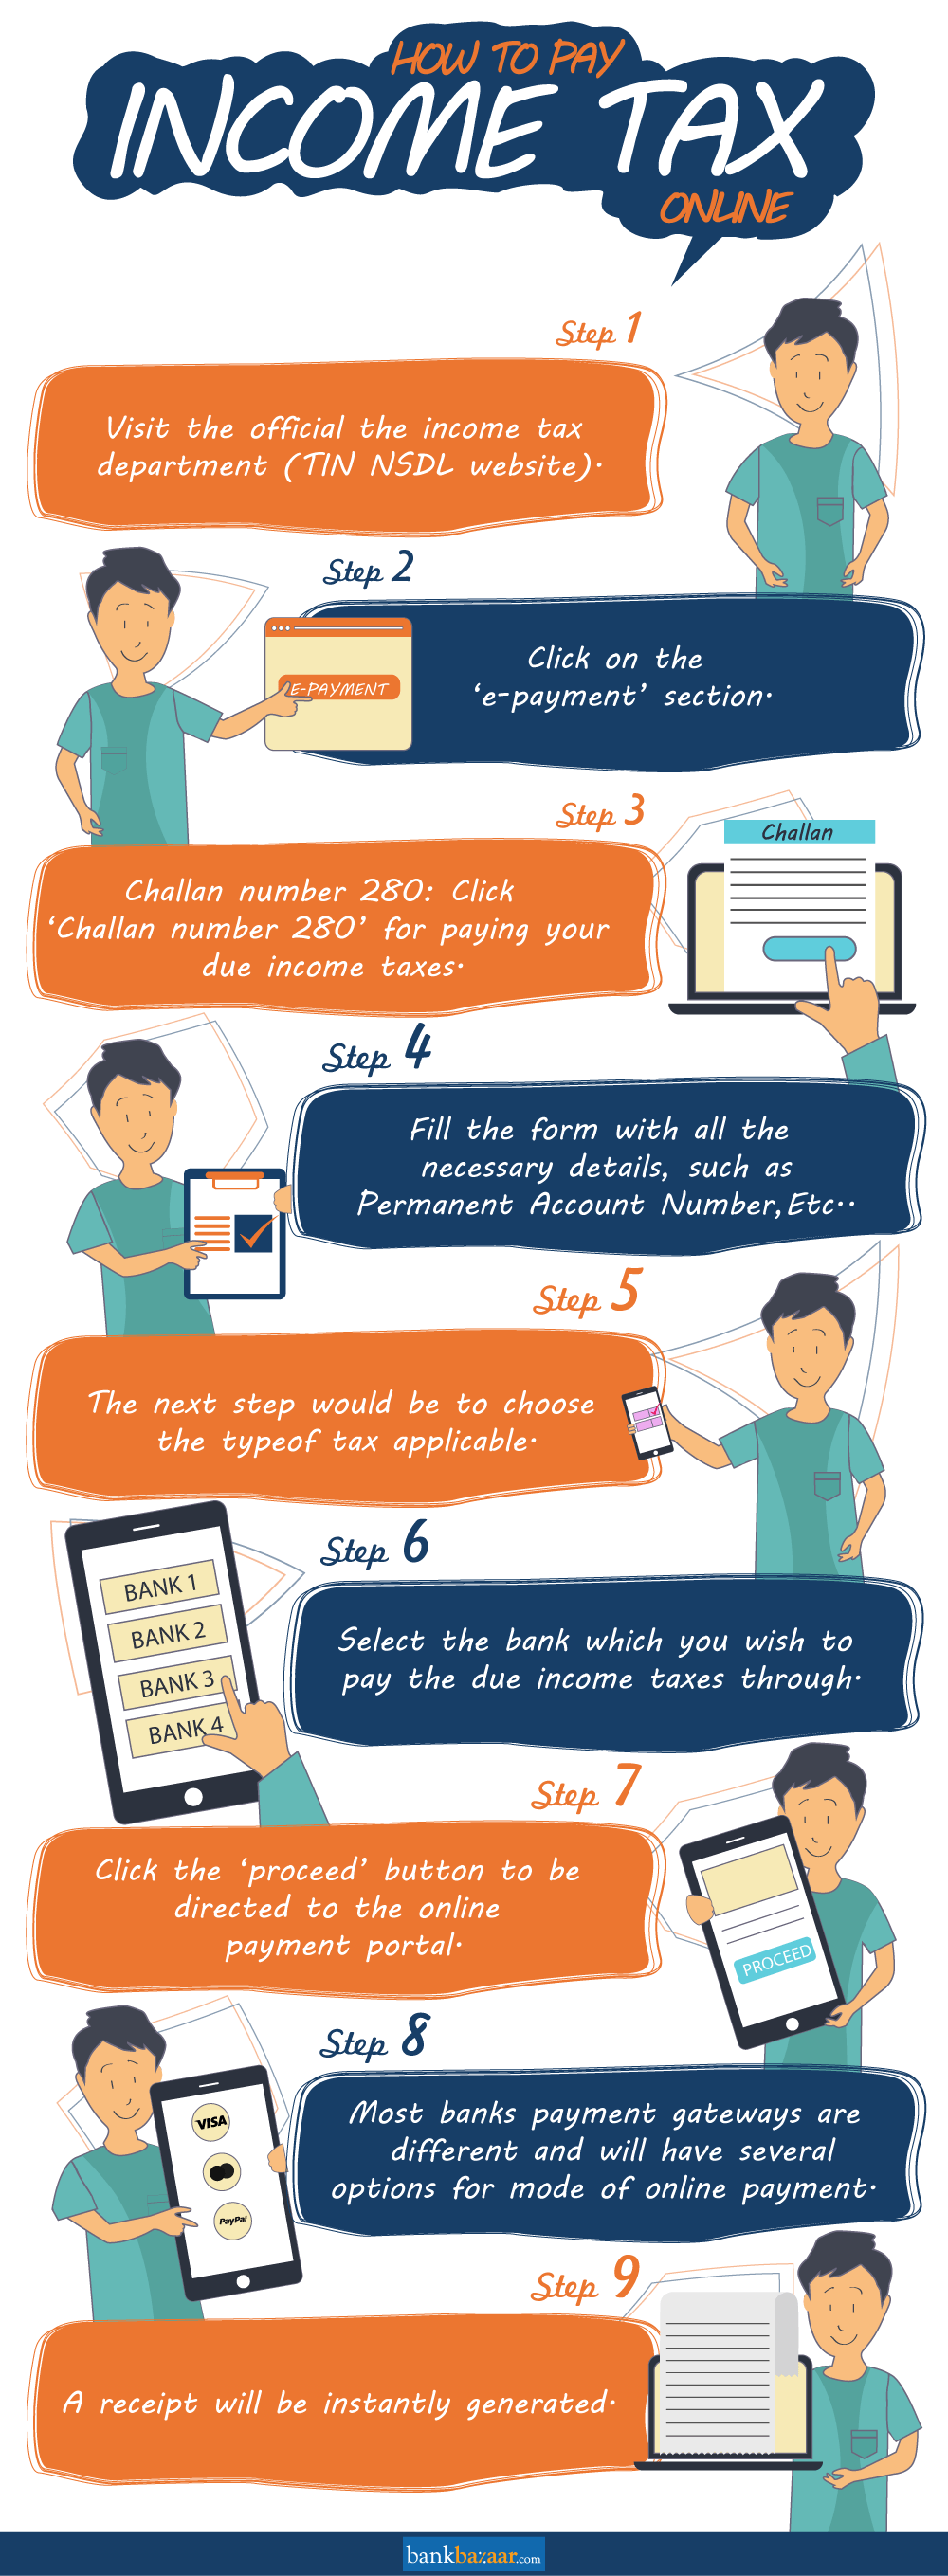 HOW TO PAY
INCOME TAX
ONLINE
Step 1
Visit the official the income tax
department (TIN NSDL website).
Step 2
E-PAYMENT
Click on the
'e-payment' section.
Step 3
Challan
Challan number 280: Click
'Challan number 280' for paying your
due income taxes.
Step 4
Fill the form with all the
necessary details, such as
Permanent Account Number,Etc..
Step 5
The next step would be to choose
the typeof tax applicable.
Step 6
BANK 1
BANK 2
BANK 3
BANK 4
Select the bank which you wish to
pay the due income taxes through.
Step 7
Click the 'proceed' button to be
directed to the online
payment portal.
PROCEED
Step 8
VISA
PayPal
Most banks payment gateways are
different and will have several
options for mode of online payment.
Step 9
A receipt will be instantly generated.
bankbazaar.com